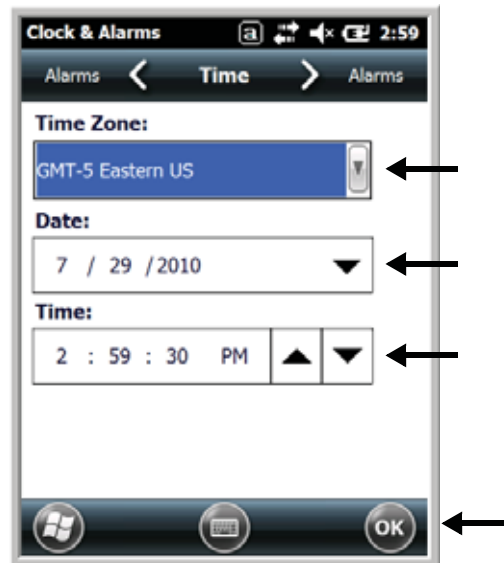 Clock & Alarms a 2:59
Alarms Time Alarms
Time Zone:
GMT-5 Eastern US
Date:
7 / 29 /2010
Time:
2 : 59 : 30 PM
OK